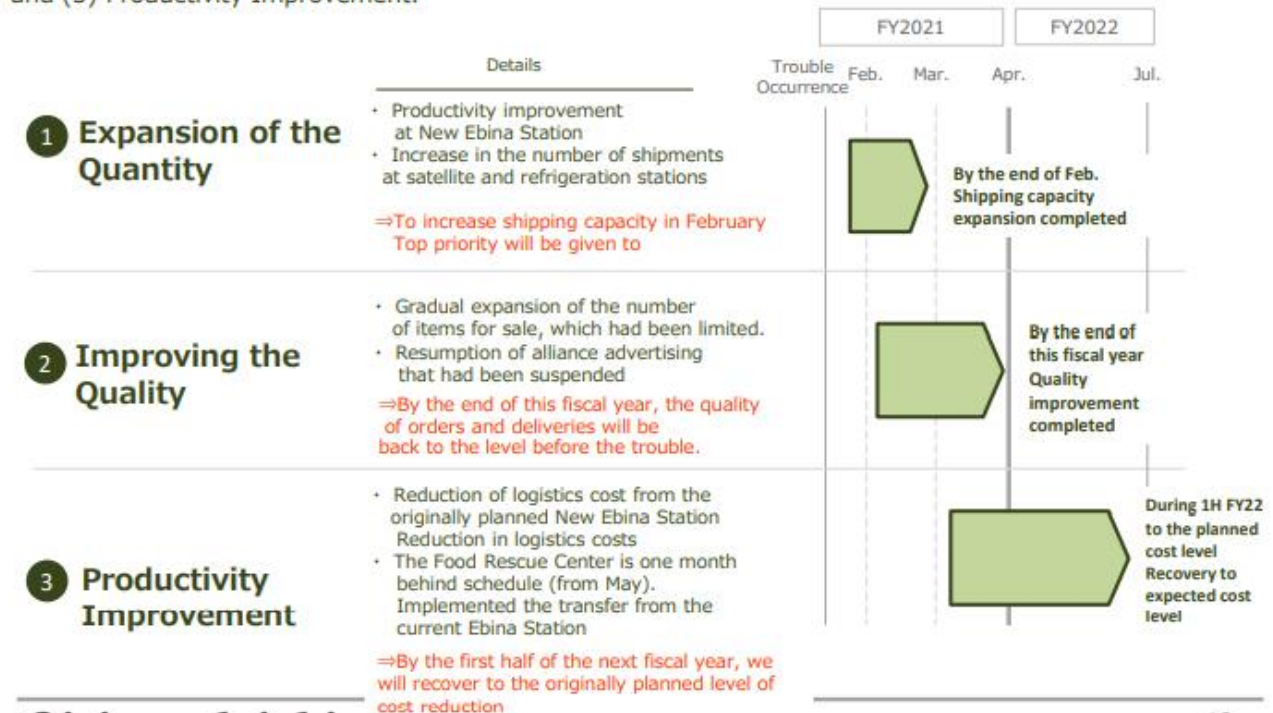 and (3) Productivity Improvement.
FY2021
FY2022
Details
Trouble
Occurrence
Feb.
Mar.
Apr.
Jul.
1 Expansion of the
Quantity
・ Productivity improvement
at New Ebina Station
・ Increase in the number of shipments
at satellite and refrigeration stations
⇒To increase shipping capacity in February
Top priority will be given to
By the end of Feb.
Shipping capacity
expansion completed
2 Improving the
Quality
・ Gradual expansion of the number
of items for sale, which had been limited.
・ Resumption of alliance advertising
that had been suspended
⇒By the end of this fiscal year, the quality
of orders and deliveries will be
back to the level before the trouble.
By the end of
this fiscal year
Quality
improvement
completed
3 Productivity
Improvement
・ Reduction of logistics cost from the
originally planned New Ebina Station
Reduction in logistics costs
・ The Food Rescue Center is one month
behind schedule (from May).
Implemented the transfer from the
current Ebina Station
⇒By the first half of the next fiscal year, we
will recover to the originally planned level of
cost reduction
During 1H FY22
to the planned
cost level
Recovery to
expected cost
level